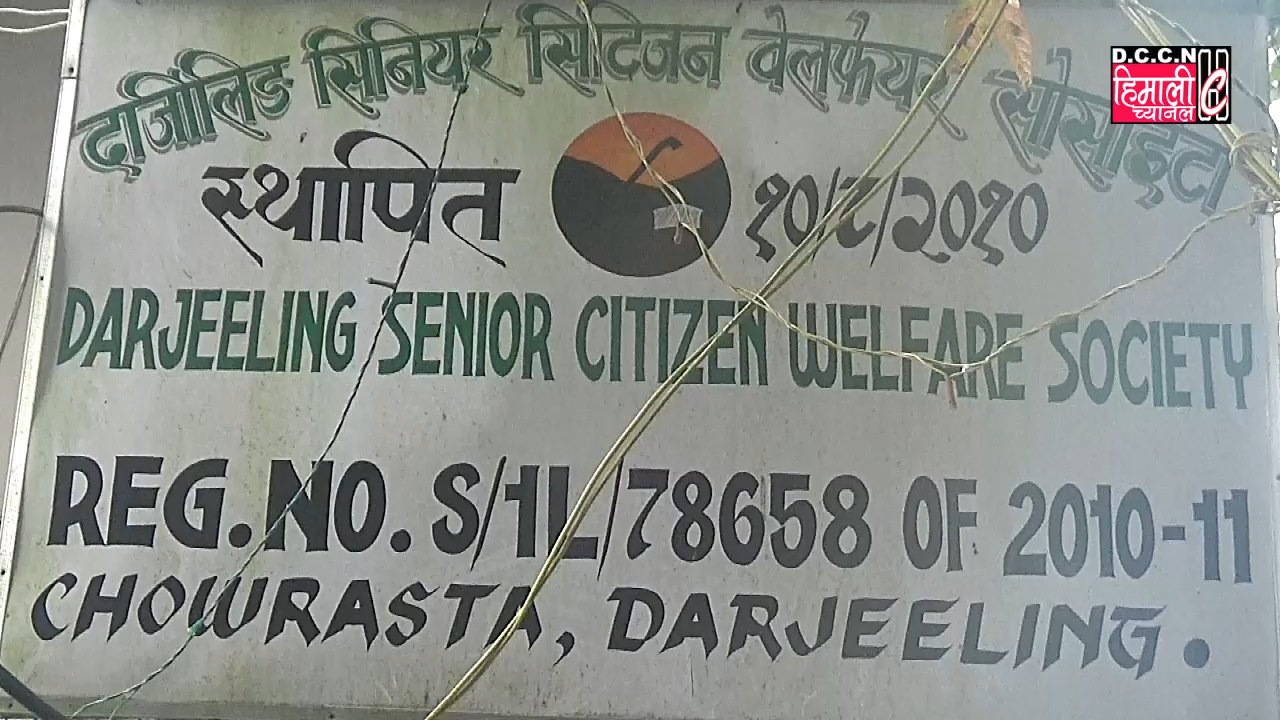 दार्जीलिङ सिनियर सिटिजन वेलफेयर सोसाइटी
स्थापित १०/८/२०१०
DARJEELING SENIOR CITIZEN WELFARE SOCIETY
REG.NO. S/1L/78658 OF 2010-11
CHOWRASTA, DARJEELING.
D.C.C.N
हिमाली
च्यानल